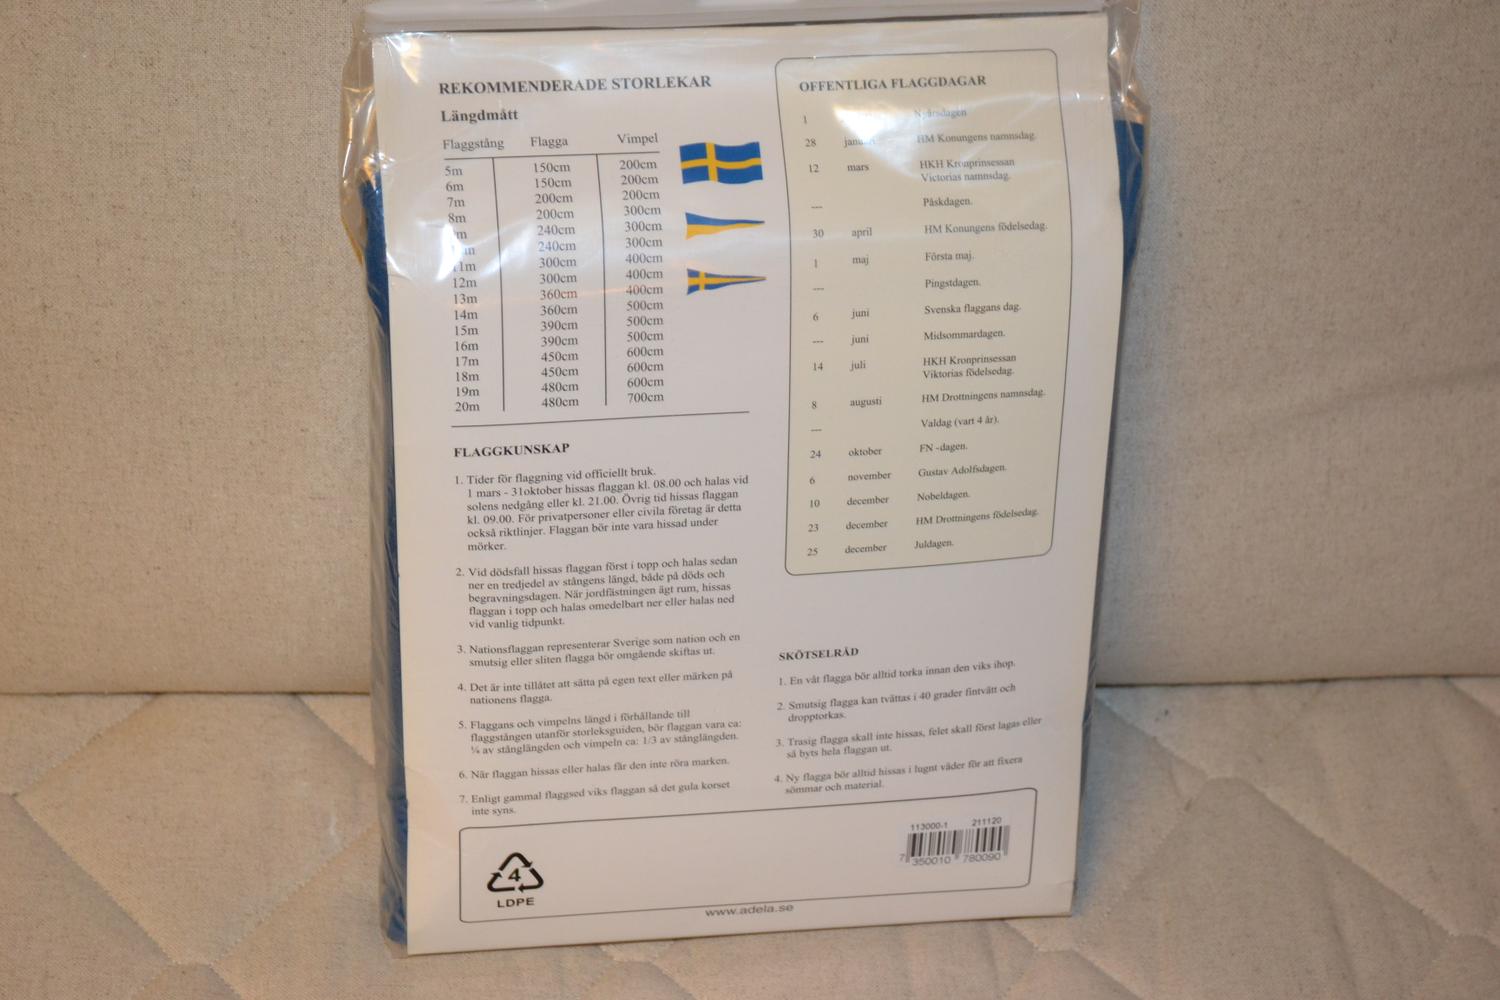 REKOMMENDERADE STORLEKAR
Längdmått
Flaggstång Flagga Vimpel
5m 150cm 200cm
6m 150cm 200cm
7m 200cm 200cm
8m 200cm 300cm
m 240cm 300cm
m 240cm 300cm
11m 300cm 400cm
12m 300cm 400cm
13m 360cm 400cm
14m 360cm 500cm
15m 390cm 500cm
16m 390cm 500cm
17m 450cm 600cm
18m 450cm 600cm
19m 480cm 600cm
20m 480cm 700cm
FLAGGKUNSKAP
1. Tider för flaggning vid officiellt bruk.
1 mars - 31oktober hissas flaggan kl. 08.00 och halas vid
solens nedgång eller kl. 21.00. Övrig tid hissas flaggan
kl. 09.00. För privatpersoner eller civila företag är detta
också riktlinjer. Flaggan bör inte vara hissad under
mörker.
2. Vid dödsfall hissas flaggan först i topp och halas sedan
ner en tredjedel av stångens längd, både på döds och
begravningsdagen. När jordfästningen ägt rum, hissas
flaggan i topp och halas omedelbart ner eller halas ned
vid vanlig tidpunkt.
3. Nationsflaggan representerar Sverige som nation och en
smutsig eller sliten flagga bör omgående skiftas ut.
4. Det är inte tillåtet att sätta på egen text eller märken på
nationens flagga.
5. Flaggans och vimpelns längd i förhållande till
flaggstången utanför storleksguiden, bör flaggan vara ca:
¼ av stånglängden och vimpeln ca: 1/3 av stånglängden.
6. När flaggan hissas eller halas får den inte röra marken.
7. Enligt gammal flaggsed viks flaggan så det gula korset
inte syns.
OFFENTLIGA FLAGGDAGAR
1 Nyårsdagen
28 januari HM Konungens namnsdag.
12 mars HKH Kronprinsessan
Victorias namnsdag.
--- Påskdagen.
30 april HM Konungens födelsedag.
1 maj Första maj.
--- Pingstdagen.
6 juni Svenska flaggans dag.
--- juni Midsommardagen.
14 juli HKH Kronprinsessan
Viktorias födelsedag.
8 augusti HM Drottningens namnsdag.
--- Valdag (vart 4 år).
24 oktober FN -dagen.
6 november Gustav Adolfsdagen.
10 december Nobeldagen.
23 december HM Drottningens födelsedag.
25 december Juldagen.
SKÖTSELRÅD
1. En våt flagga bör alltid torka innan den viks ihop.
2. Smutsig flagga kan tvättas i 40 grader fintvätt och
dropptorkas.
3. Trasig flagga skall inte hissas, felet skall först lagas eller
så byts hela flaggan ut.
4. Ny flagga bör alltid hissas i lugnt väder för att fixera
sömmar och material.
4
LDPE
113000-1 211120
7 350010 780090
www.adela.se